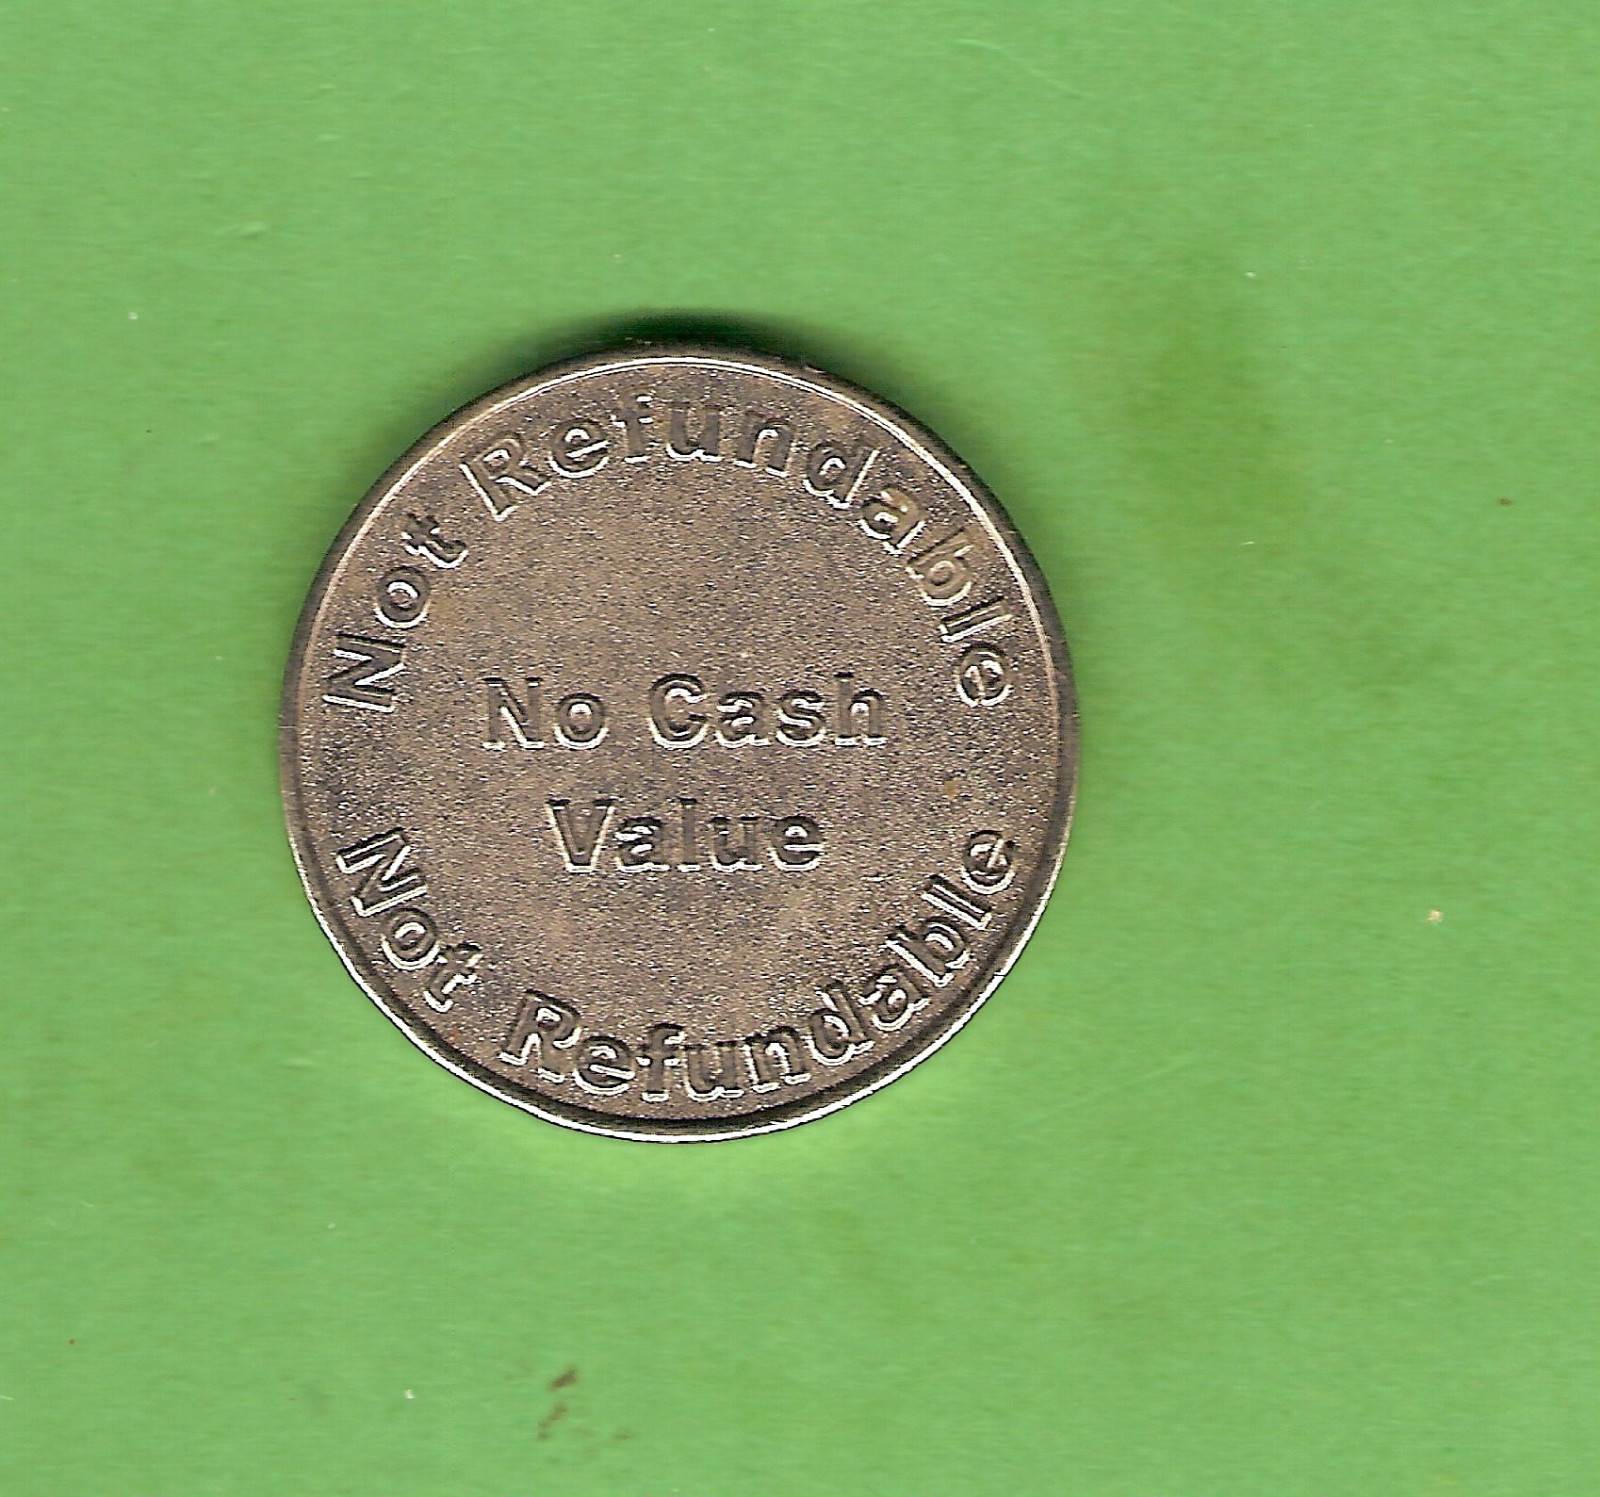 Not Refundable
No Cash
Value
Not Refundable